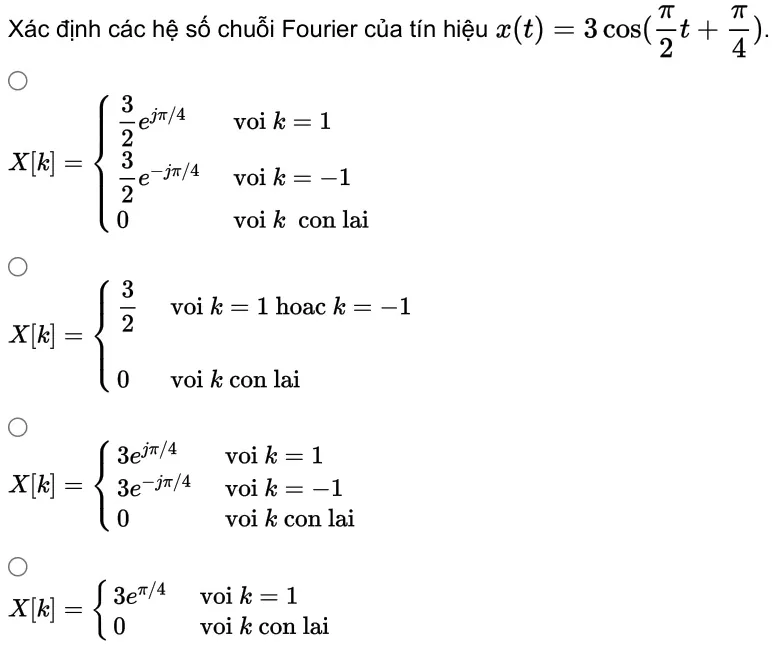 Xác định các hệ số chuỗi Fourier của tín hiệu x(t) = 3 cos(π/2 t + π/4).
X[k] = { 3/2 e^{jπ/4} voi k = 1
3/2 e^{−jπ/4} voi k = −1
0 voi k con lai
X[k] = { 3/2 voi k = 1 hoac k = −1
0 voi k con lai
X[k] = { 3e^{jπ/4} voi k = 1
3e^{−jπ/4} voi k = −1
0 voi k con lai
X[k] = { 3e^{π/4} voi k = 1
0 voi k con lai